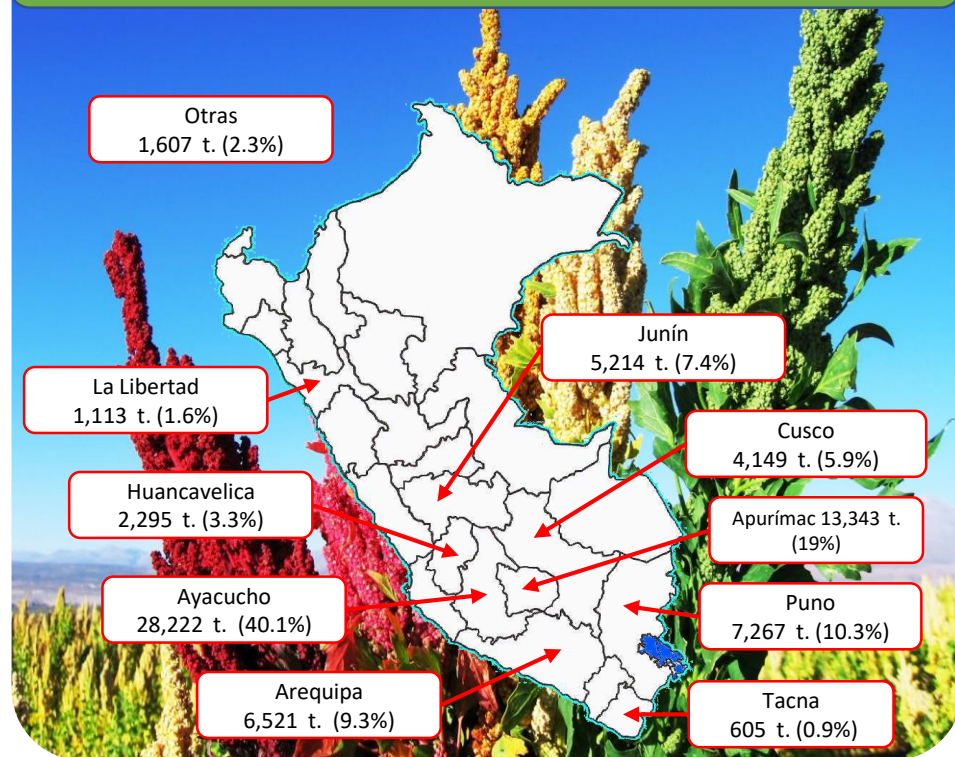 Otras
1,607 t. (2.3%)
Junín
5,214 t. (7.4%)
La Libertad
1,113 t. (1.6%)
Cusco
4,149 t. (5.9%)
Huancavelica
2,295 t. (3.3%)
Apurímac 13,343 t.
(19%)
Ayacucho
28,222 t. (40.1%)
Puno
7,267 t. (10.3%)
Arequipa
6,521 t. (9.3%)
Tacna
605 t. (0.9%)